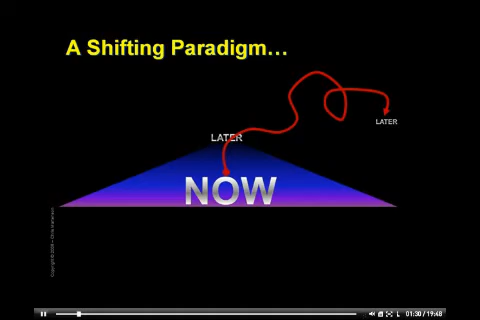 A Shifting Paradigm...
LATER
LATER
NOW
01:30 / 19:48